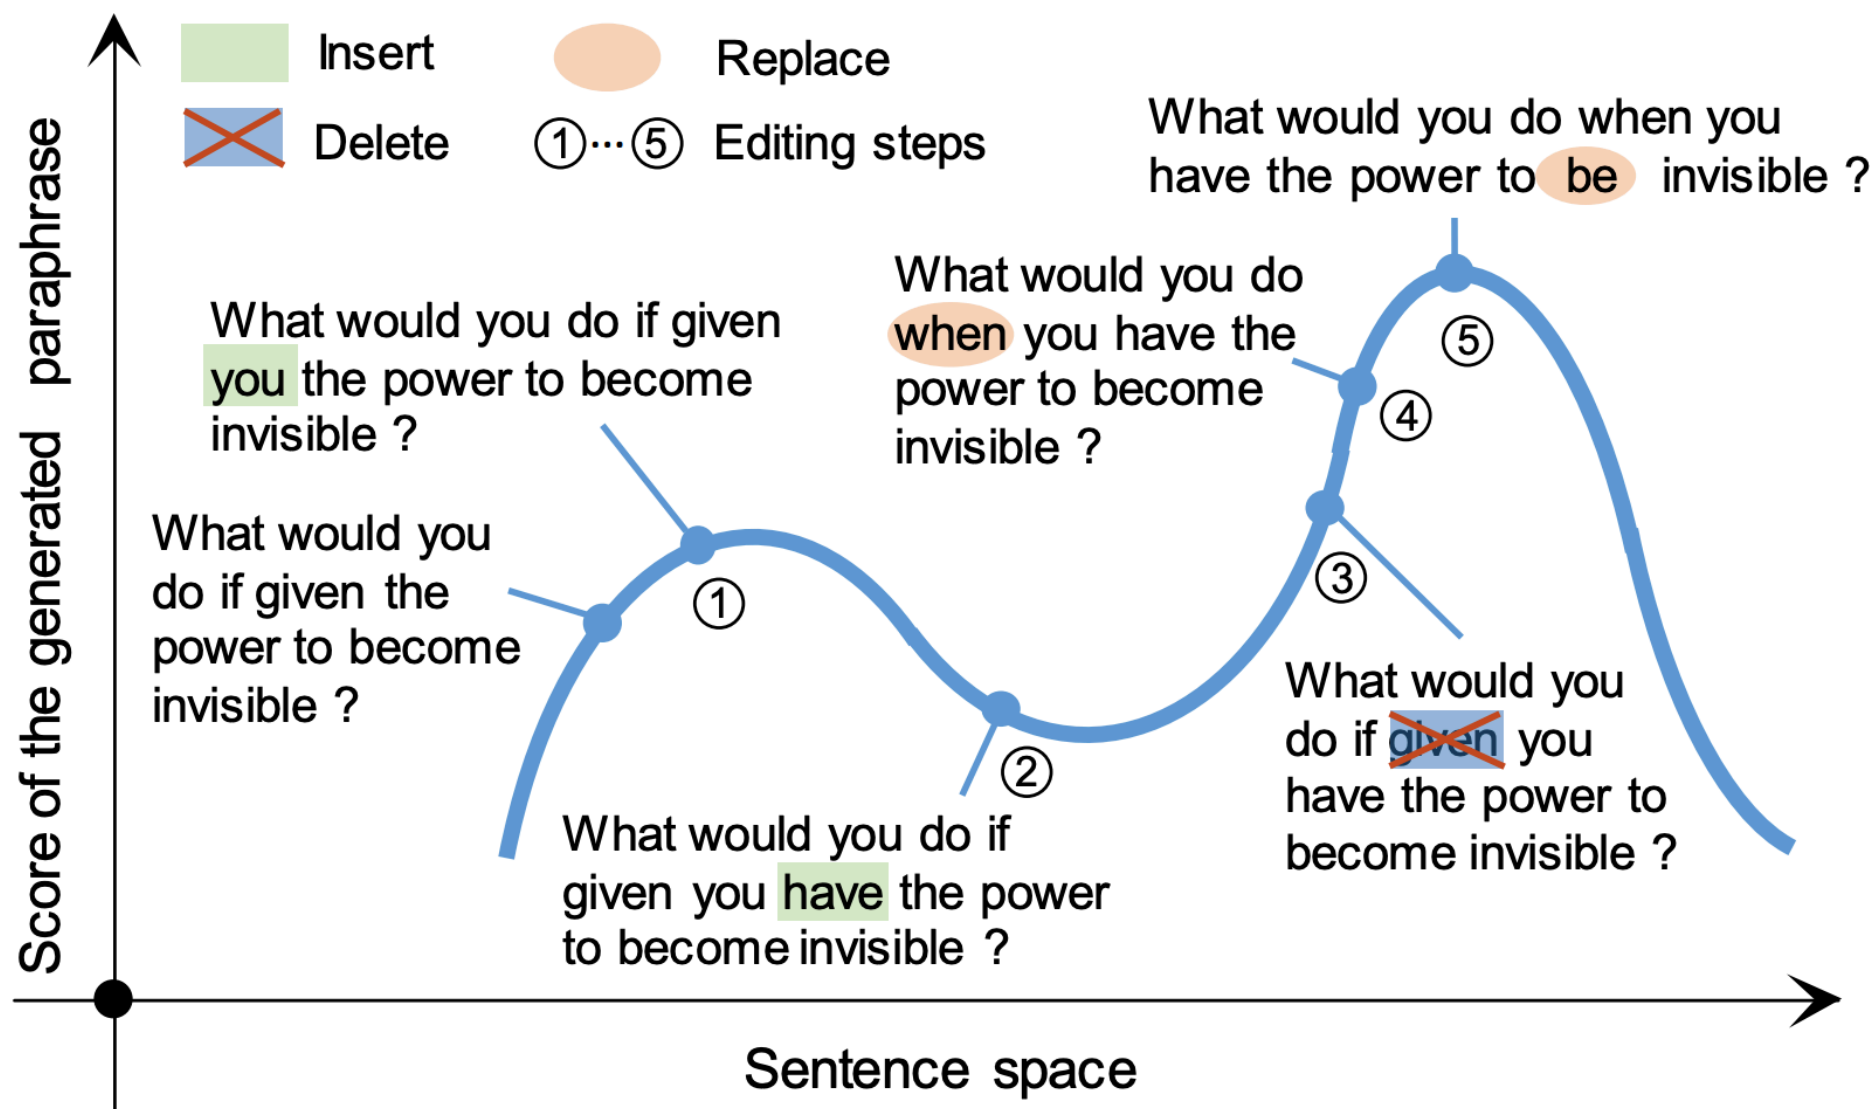 Insert
Replace
Delete
①···⑤ Editing steps
Score of the generated paraphrase
What would you do when you
have the power to be invisible ?
What would you do if given
you the power to become
invisible ?
What would you do
when you have the
power to become
invisible ?
⑤
④
What would you
do if given the
power to become
invisible ?
①
③
②
What would you
do if given you
have the power to
become invisible ?
What would you do if
given you have the power
to become invisible ?
Sentence space